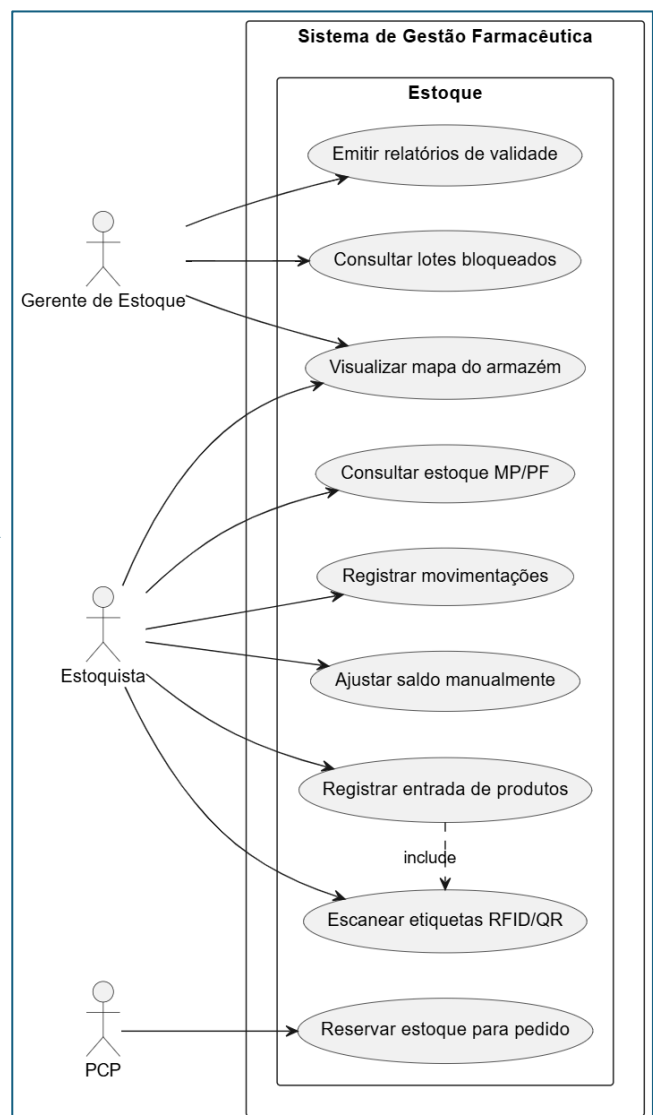 Sistema de Gestão Farmacêutica
Estoque
Emitir relatórios de validade
Consultar lotes bloqueados
Gerente de Estoque
Visualizar mapa do armazém
Consultar estoque MP/PF
Registrar movimentações
Estoquista
Ajustar saldo manualmente
Registrar entrada de produtos
include
Escanear etiquetas RFID/QR
Reservar estoque para pedido
PCP